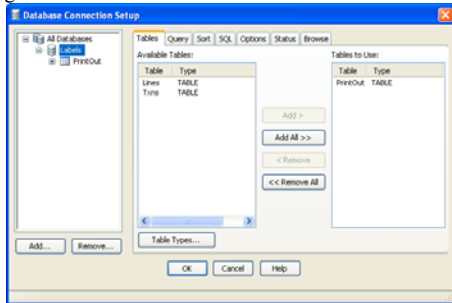 Database Connection Setup
All Databases
Labels
PrintOut
Add...
Remove...
Tables Query Sort SQL Options Status Browse
Available Tables:
Table Type
Lines TABLE
Txns TABLE
Add >
Add All >>
< Remove
<< Remove All
Tables to Use:
Table Type
PrintOut TABLE
Table Types...
OK Cancel Help